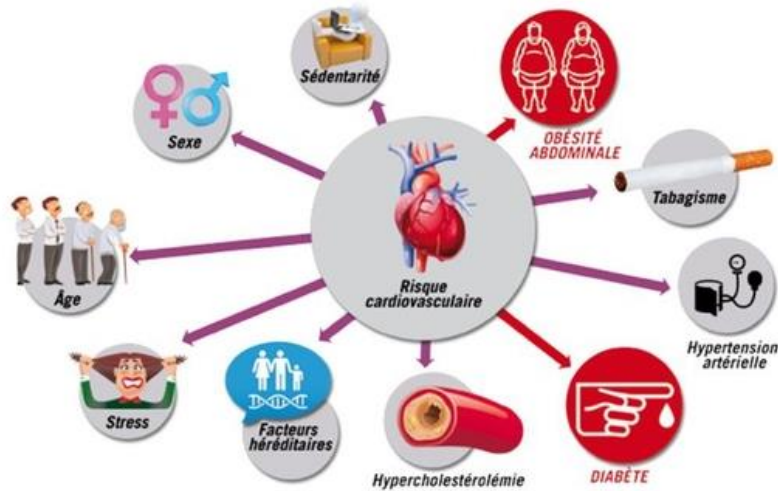 Sédentarité
OBÉSITÉ
ABDOMINALE
Sexe
Tabagisme
Âge
Risque
cardiovasculaire
Hypertension
artérielle
Stress
Facteurs
héréditaires
Hypercholestérolémie
DIABÈTE